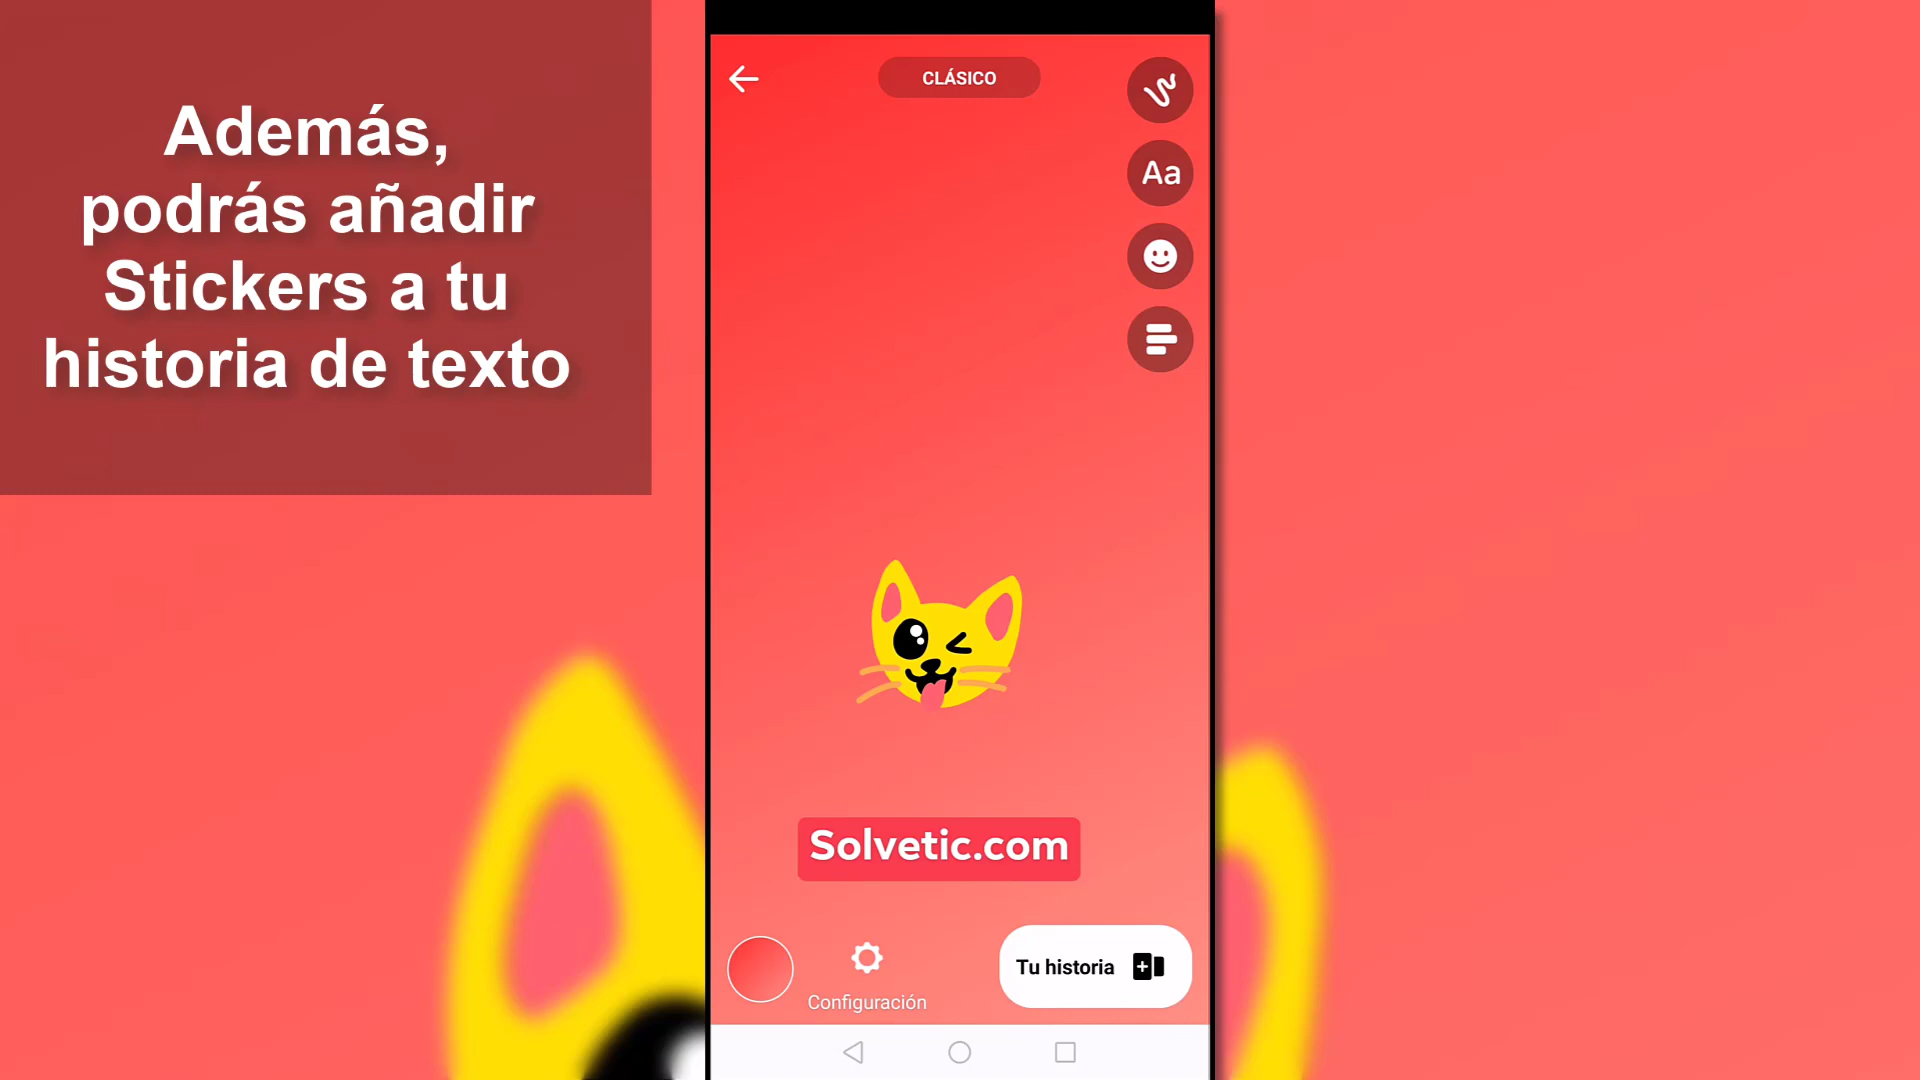 Además,
podrás añadir
Stickers a tu
historia de texto
CLÁSICO
Aa
Solvetic.com
Tu historia
Configuración